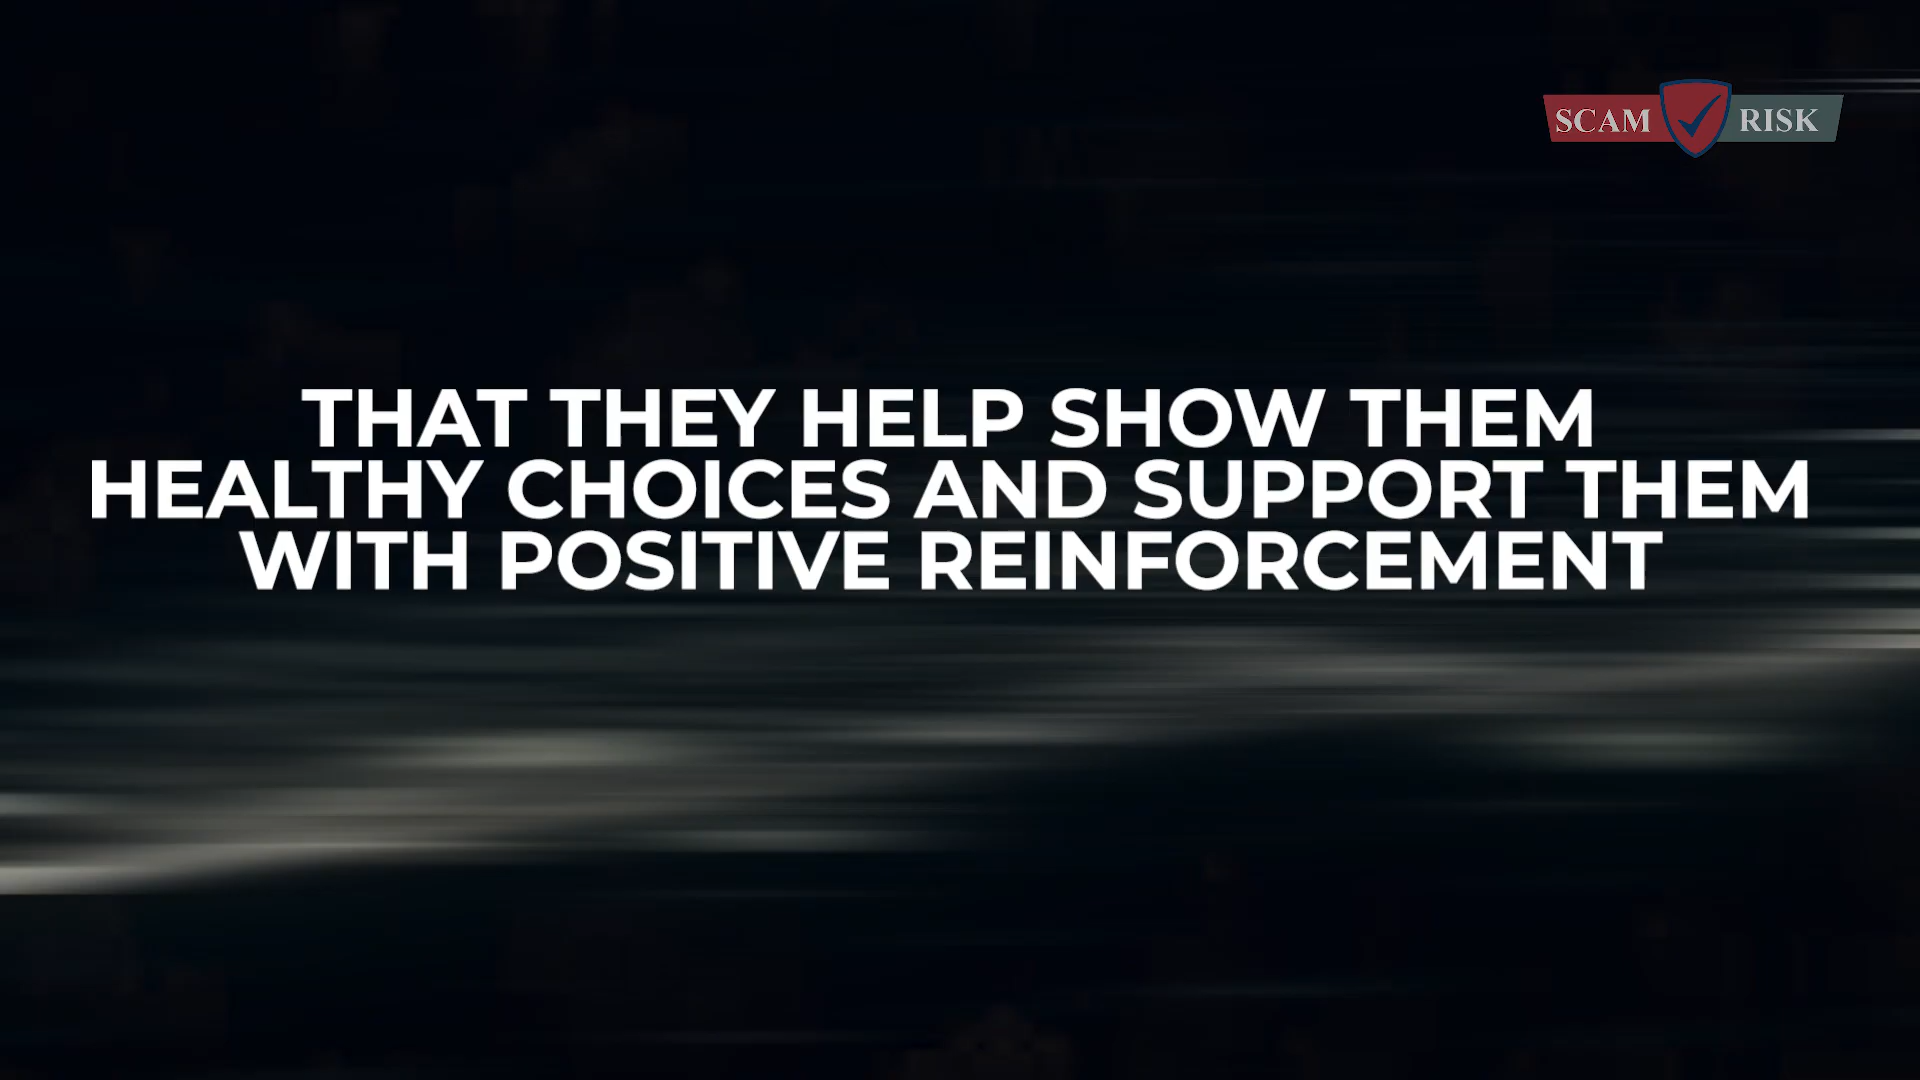 SCAM RISK
THAT THEY HELP SHOW THEM
HEALTHY CHOICES AND SUPPORT THEM
WITH POSITIVE REINFORCEMENT